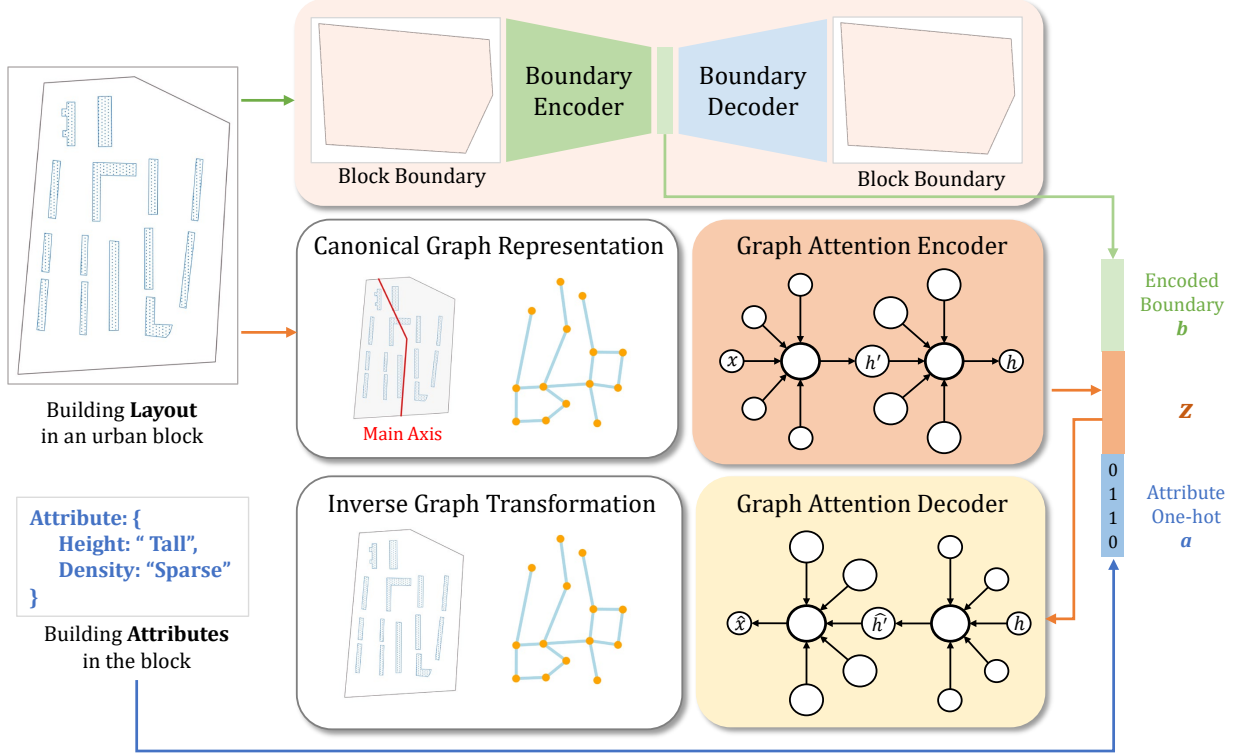 Boundary
Encoder
Boundary
Decoder
Block Boundary
Block Boundary
Building Layout
in an urban block
Canonical Graph Representation
Main Axis
Graph Attention Encoder
x
h′
h
Encoded
Boundary
b
z
0
1
1
0
Attribute
One-hot
a
Attribute: {
Height: “ Tall”,
Density: “Sparse”
}
Building Attributes
in the block
Inverse Graph Transformation
Graph Attention Decoder
x̂
ĥ′
h